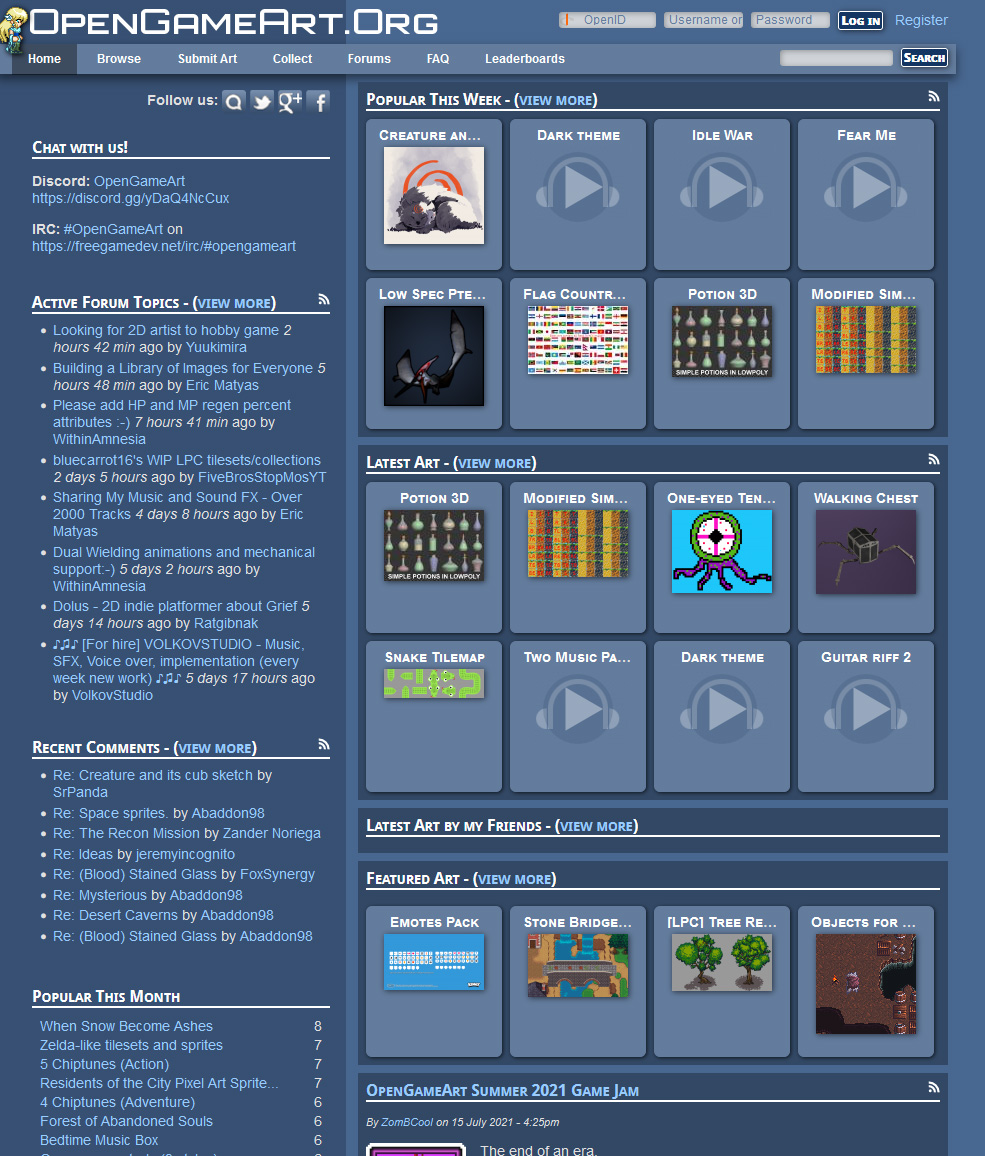 OpenGameArt.Org
OpenID
Username or
Password
Log in
Register
Home
Browse
Submit Art
Collect
Forums
FAQ
Leaderboards
Search
Follow us:
Chat with us!
Discord: OpenGameArt
https://discord.gg/yDaQ4NcCux
IRC: #OpenGameArt on
https://freegamedev.net/irc/#opengameart
Active Forum Topics - (view more)
Looking for 2D artist to hobby game 2
hours 42 min ago by Yuukimira
Building a Library of Images for Everyone 5
hours 48 min ago by Eric Matyas
Please add HP and MP regen percent
attributes :-) 7 hours 41 min ago by
WithinAmnesia
bluecarrot16's WIP LPC tilesets/collections
2 days 5 hours ago by FiveBrosStopMosYT
Sharing My Music and Sound FX - Over
2000 Tracks 4 days 8 hours ago by Eric
Matyas
Dual Wielding animations and mechanical
support:-) 5 days 2 hours ago by
WithinAmnesia
Dolus - 2D indie platformer about Grief 5
days 14 hours ago by Ratgibnak
♪♫♪ [For hire] VOLKOVSTUDIO - Music,
SFX, Voice over, implementation (every
week new work) ♪♫♪ 5 days 17 hours ago
by VolkovStudio
Recent Comments - (view more)
Re: Creature and its cub sketch by
SrPanda
Re: Space sprites. by Abaddon98
Re: The Recon Mission by Zander Noriega
Re: Ideas by jeremyincognito
Re: (Blood) Stained Glass by FoxSynergy
Re: Mysterious by Abaddon98
Re: Desert Caverns by Abaddon98
Re: (Blood) Stained Glass by Abaddon98
Popular This Month
When Snow Become Ashes 8
Zelda-like tilesets and sprites 7
5 Chiptunes (Action) 7
Residents of the City Pixel Art Sprite... 7
4 Chiptunes (Adventure) 6
Forest of Abandoned Souls 6
Bedtime Music Box 6
Popular This Week - (view more)
Creature an...
Dark theme
Idle War
Fear Me
Low Spec Pte...
Flag Countr...
Potion 3D
SIMPLE POTIONS IN LOWPOLY
Modified Sim...
Latest Art - (view more)
Potion 3D
SIMPLE POTIONS IN LOWPOLY
Modified Sim...
One-eyed Ten...
Walking Chest
Snake Tilemap
Two Music Pa...
Dark theme
Guitar riff 2
Latest Art by my Friends - (view more)
Featured Art - (view more)
Emotes Pack
Stone Bridge...
[LPC] Tree Re...
Objects for ...
OpenGameArt Summer 2021 Game Jam
By ZomBCool on 15 July 2021 - 4:25pm
The end of an era.